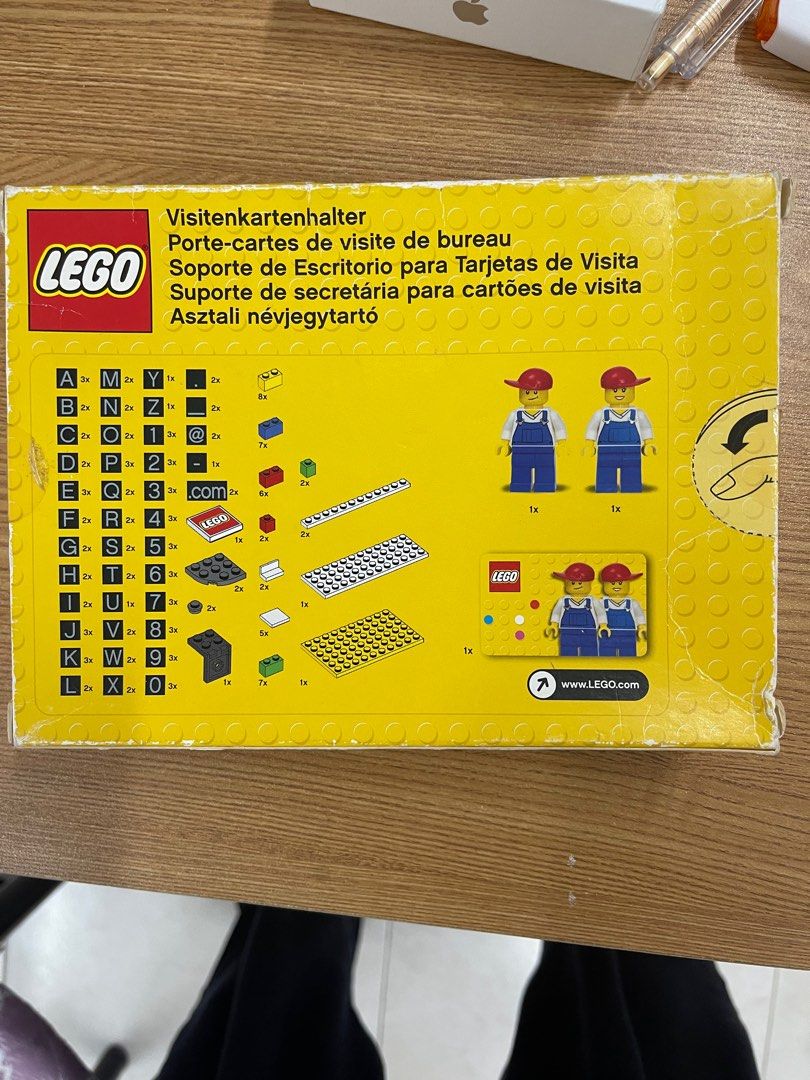 LEGO
Visitenkartenhalter
Porte-cartes de visite de bureau
Soporte de Escritorio para Tarjetas de Visita
Suporte de secretária para cartões de visita
Asztali névjegytartó
A 3x M 2x Y 1x . 2x
B 2x N 2x Z 1x _ 2x
C 2x O 2x 1 3x @ 2x
D 2x P 3x 2 3x - 1x
E 3x Q 2x 3 3x .com 2x
F 2x R 2x 4 3x LEGO 1x
G 2x S 2x 5 3x
H 2x T 2x 6 3x 2x
I 2x U 1x 7 3x 2x
J 3x V 2x 8 3x
K 3x W 2x 9 3x
L 2x X 2x 0 3x 1x
8x
7x
6x 2x
2x 2x
2x 1x
5x
7x 1x
1x 1x
1x
LEGO
www.LEGO.com